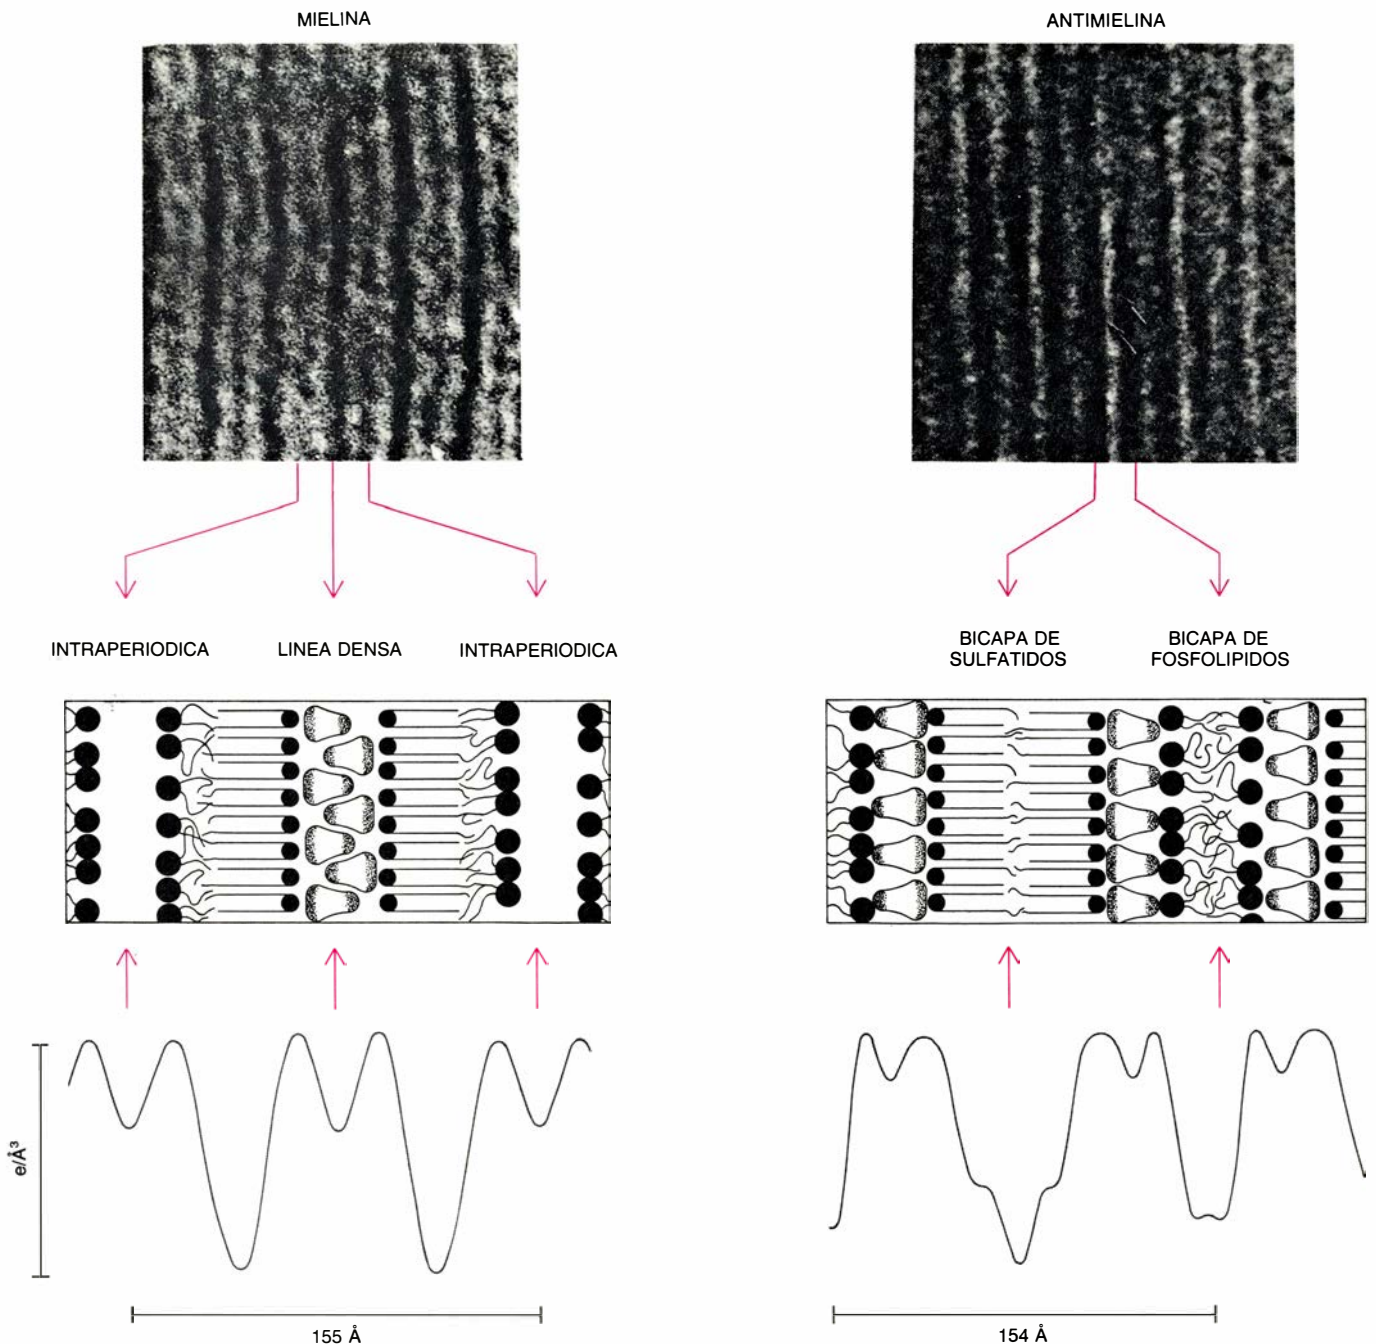 MIELINA
ANTIMIELINA
INTRAPERIODICA
LINEA DENSA
INTRAPERIODICA
BICAPA DE
SULFATIDOS
BICAPA DE
FOSFOLIPIDOS
e/Å³
155 Å
154 Å